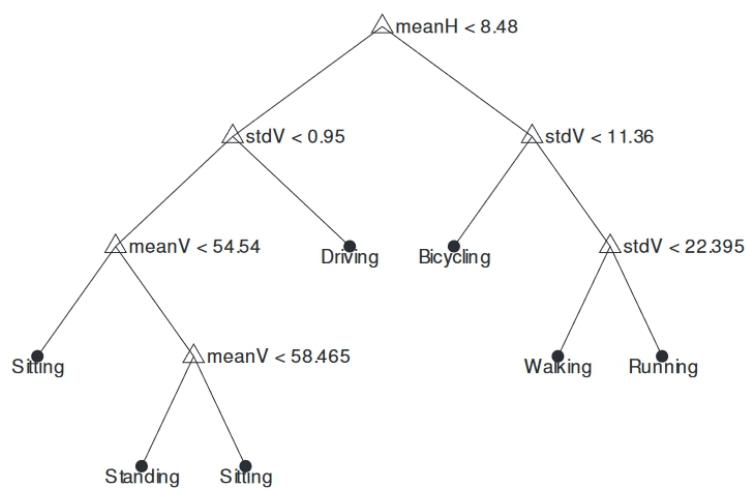 meanH < 8.48
stdV < 0.95
stdV < 11.36
meanV < 54.54
Driving
Bicycling
stdV < 22.395
Sitting
meanV < 58.465
Walking
Running
Standing
Sitting